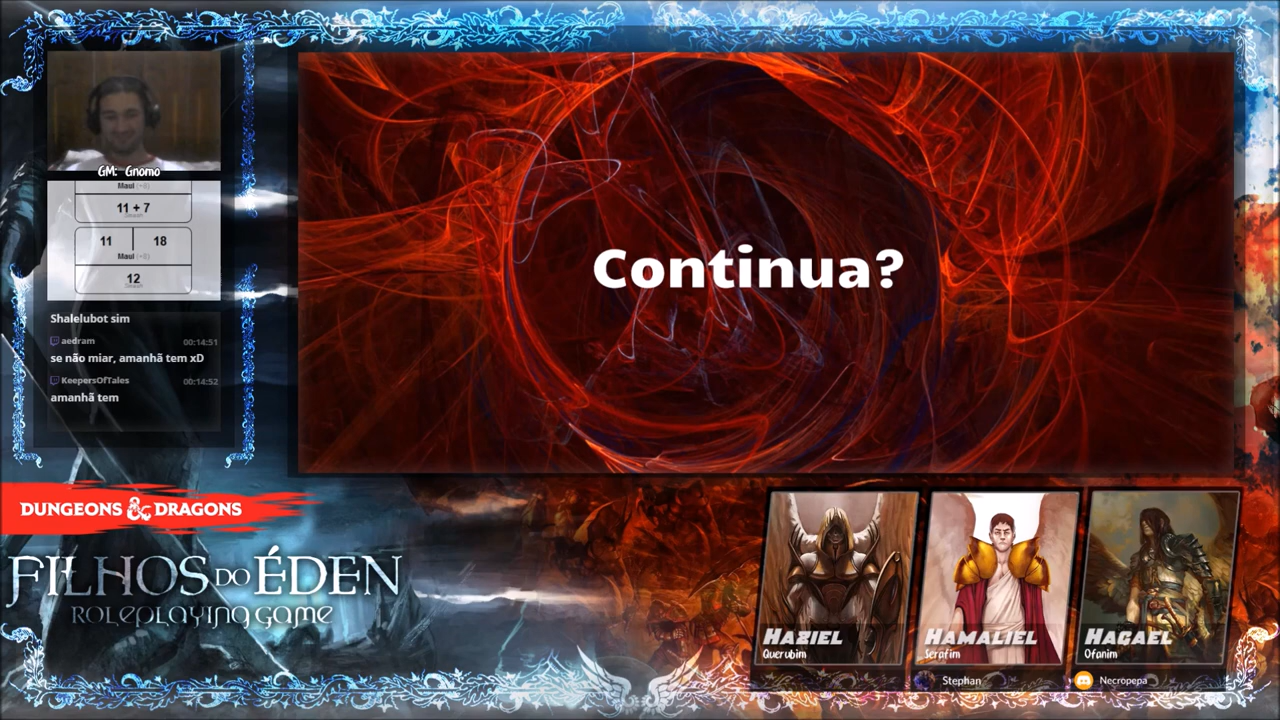 GM: Gnomo
Maul (+8)
11 + 7
11 18
Maul (+8)
12
Shalelubot sim
aedram 00:14:51
se não miar, amanhã tem xD
KeepersOfTales 00:14:52
amanhã tem
Continua?
DUNGEONS & DRAGONS
FILHOS DO ÉDEN
ROLEPLAYING GAME
HAZIEL
Querubim
HAMALIEL
Serafim
HAGAEL
Ofanim
Stephan
Necropepa